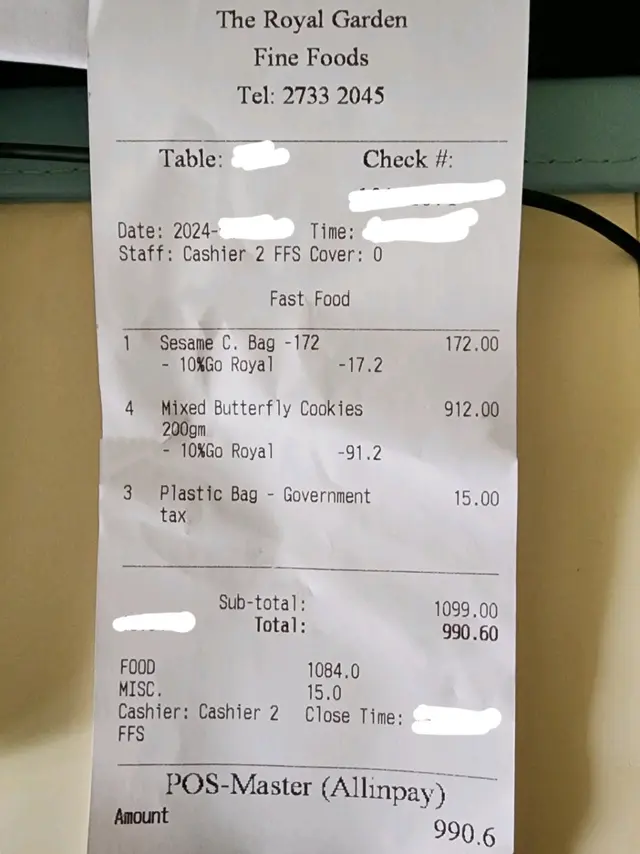 The Royal Garden
Fine Foods
Tel: 2733 2045
Table: Check #:
Date: 2024- Time:
Staff: Cashier 2 FFS Cover: 0
Fast Food
1 Sesame C. Bag -172 172.00
- 10%Go Royal -17.2
4 Mixed Butterfly Cookies 912.00
200gm
- 10%Go Royal -91.2
3 Plastic Bag - Government 15.00
tax
Sub-total: 1099.00
Total: 990.60
FOOD 1084.0
MISC. 15.0
Cashier: Cashier 2 Close Time:
FFS
POS-Master (Allinpay)
Amount 990.6